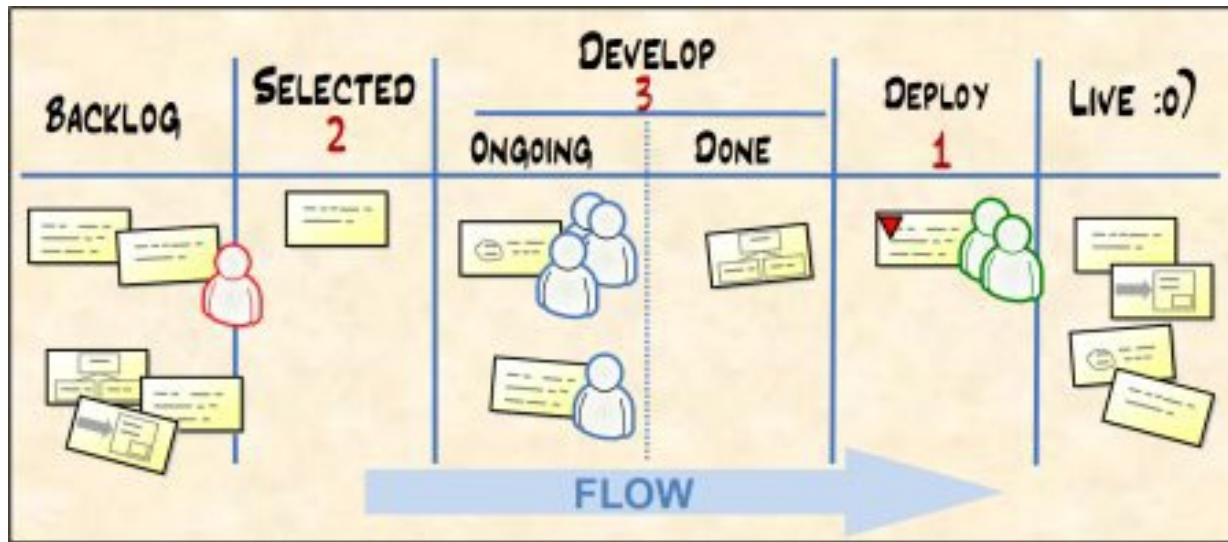 BACKLOG
SELECTED
2
DEVELOP
3
ONGOING
DONE
DEPLOY
1
LIVE :o)
FLOW